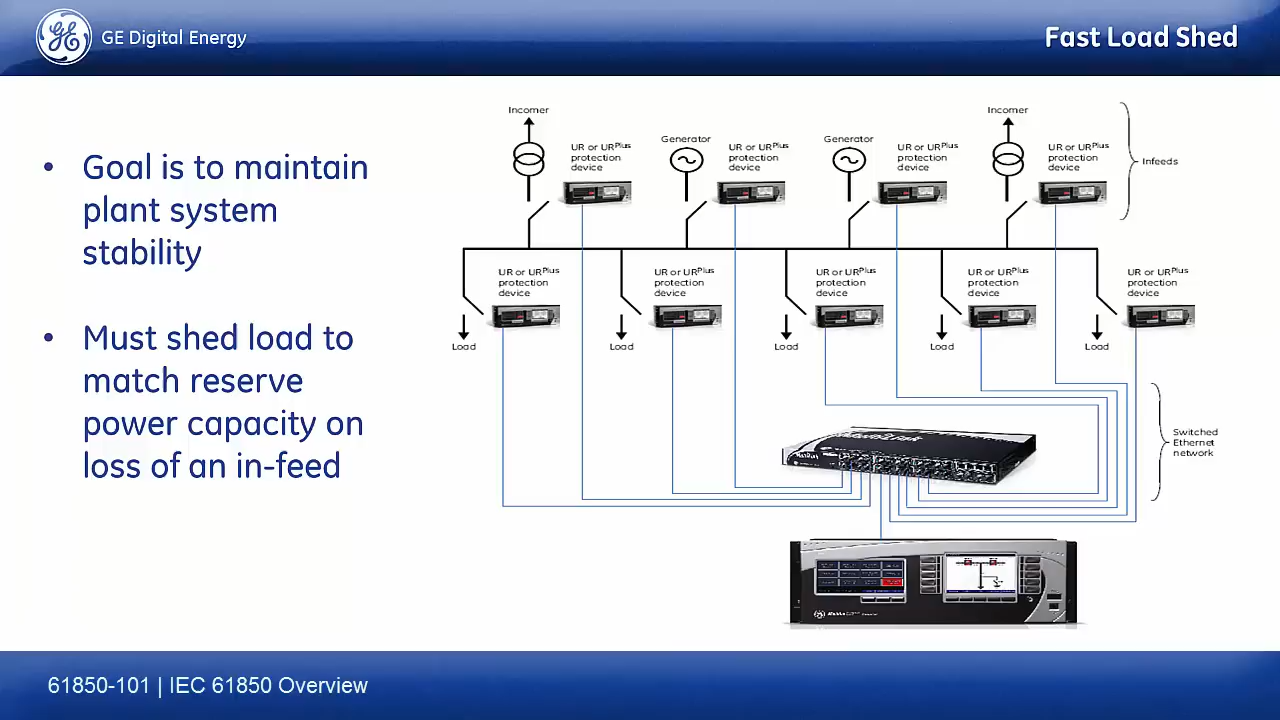 GE Digital Energy
Fast Load Shed
• Goal is to maintain
plant system
stability
• Must shed load to
match reserve
power capacity on
loss of an in-feed
Incomer
UR or URPlus
protection
device
Generator
UR or URPlus
protection
device
Generator
UR or URPlus
protection
device
Incomer
UR or URPlus
protection
device
Infeeds
UR or URPlus
protection
device
UR or URPlus
protection
device
UR or URPlus
protection
device
UR or URPlus
protection
device
UR or URPlus
protection
device
Load
Load
Load
Load
Load
Switched
Ethernet
network
61850-101 | IEC 61850 Overview